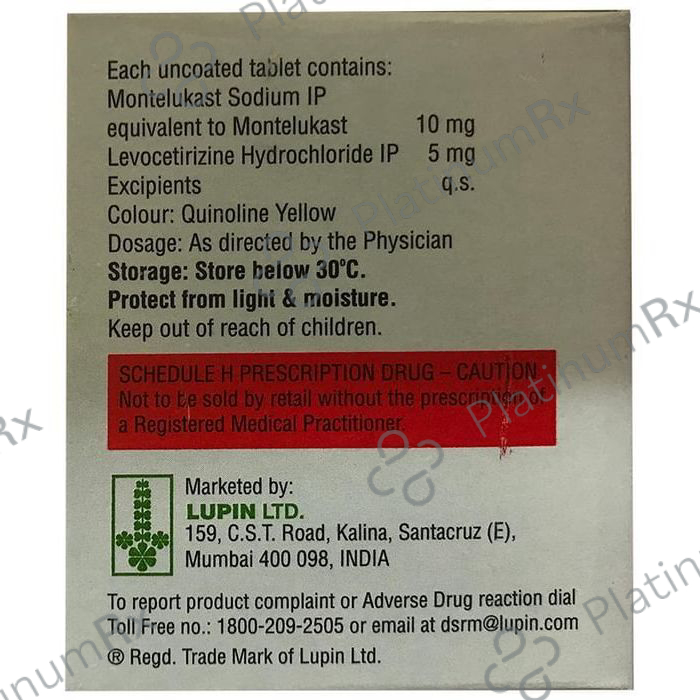 Each uncoated tablet contains:
Montelukast Sodium IP
equivalent to Montelukast 10 mg
Levocetirizine Hydrochloride IP 5 mg
Excipients q.s.
Colour: Quinoline Yellow
Dosage: As directed by the Physician
Storage: Store below 30°C.
Protect from light & moisture.
Keep out of reach of children.
SCHEDULE H PRESCRIPTION DRUG – CAUTION
Not to be sold by retail without the prescription
a Registered Medical Practitioner.
Marketed by:
LUPIN LTD.
159, C.S.T. Road, Kalina, Santacruz (E),
Mumbai 400 098, INDIA
To report product complaint or Adverse Drug reaction dial
Toll Free no.: 1800-209-2505 or email at dsrm@lupin.com
® Regd. Trade Mark of Lupin Ltd.
PlatinumRx
PlatinumRx
PlatinumRx
PlatinumRx